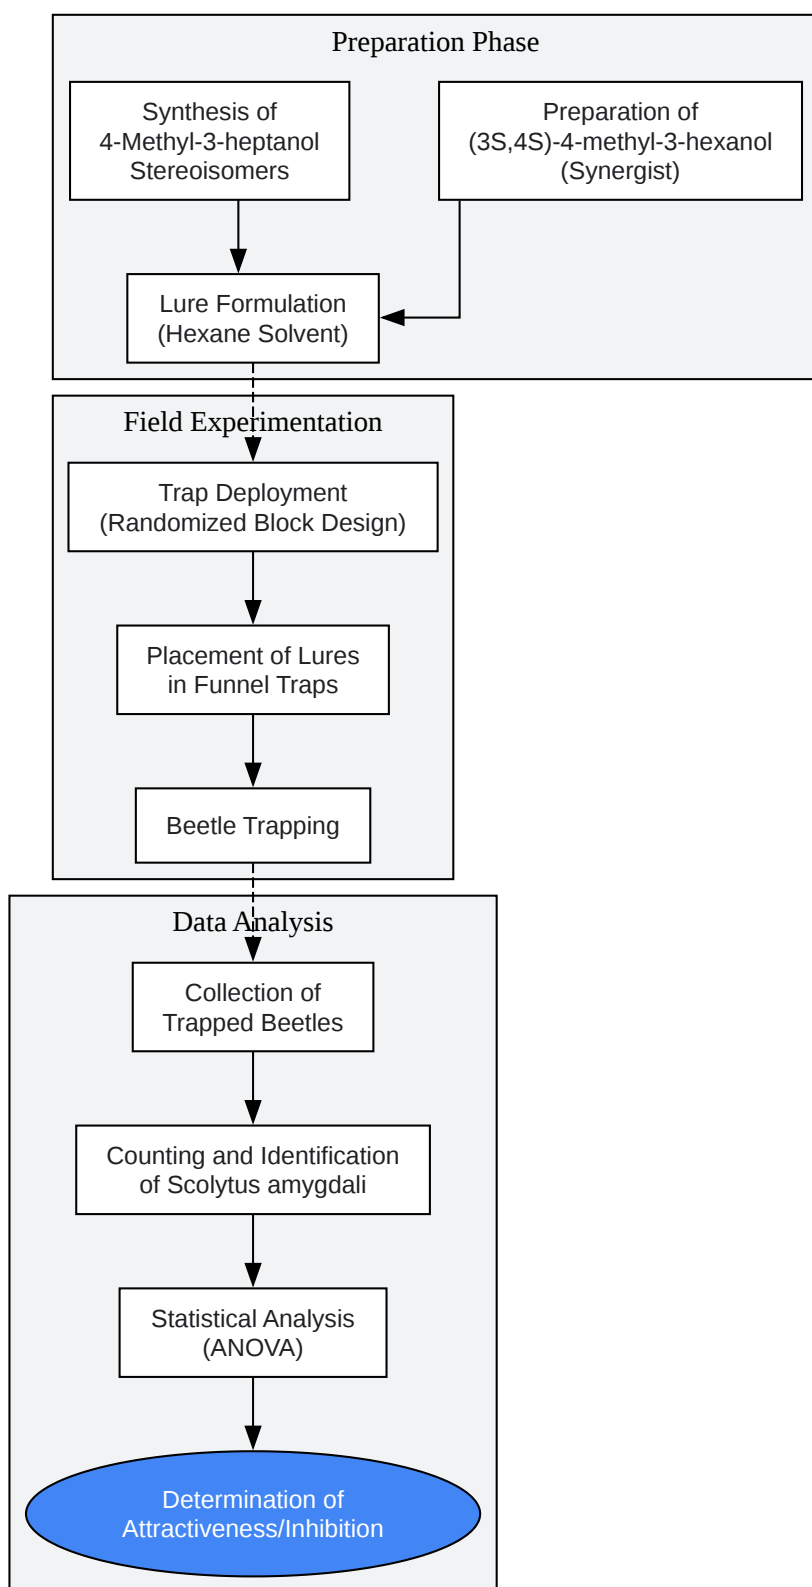 Preparation Phase
Synthesis of
4-Methyl-3-heptanol
Stereoisomers
Preparation of
(3S,4S)-4-methyl-3-hexanol
(Synergist)
Lure Formulation
(Hexane Solvent)
Field Experimentation
Trap Deployment
(Randomized Block Design)
Placement of Lures
in Funnel Traps
Beetle Trapping
Data Analysis
Collection of
Trapped Beetles
Counting and Identification
of Scolytus amygdali
Statistical Analysis
(ANOVA)
Determination of
Attractiveness/Inhibition